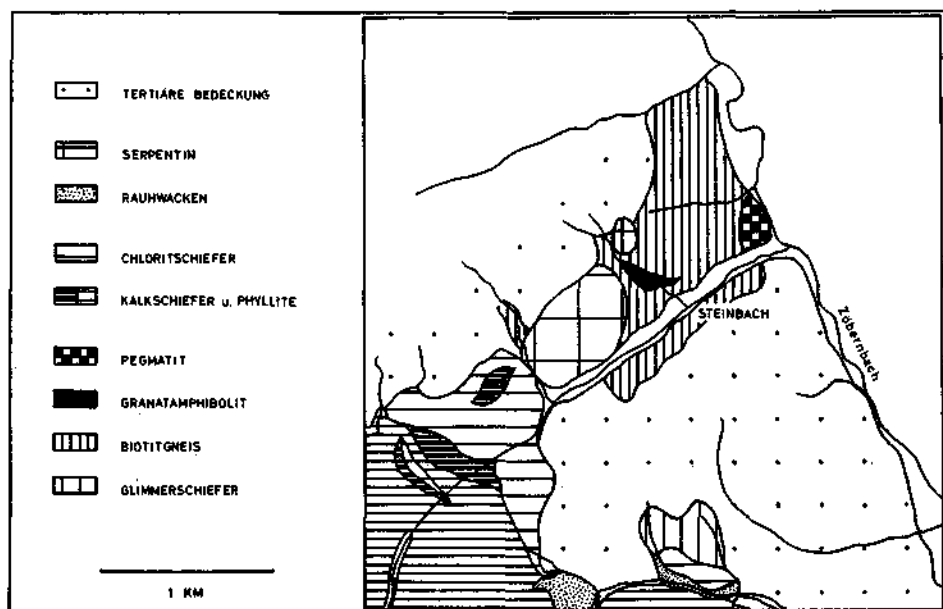 TERTIÄRE BEDECKUNG
SERPENTIN
RAUHWACKEN
CHLORITSCHIEFER
KALKSCHIEFER u. PHYLLITE
PEGMATIT
GRANATAMPHIBOLIT
BIOTITGNEIS
GLIMMERSCHIEFER
1 KM
STEINBACH
Zöbernbach